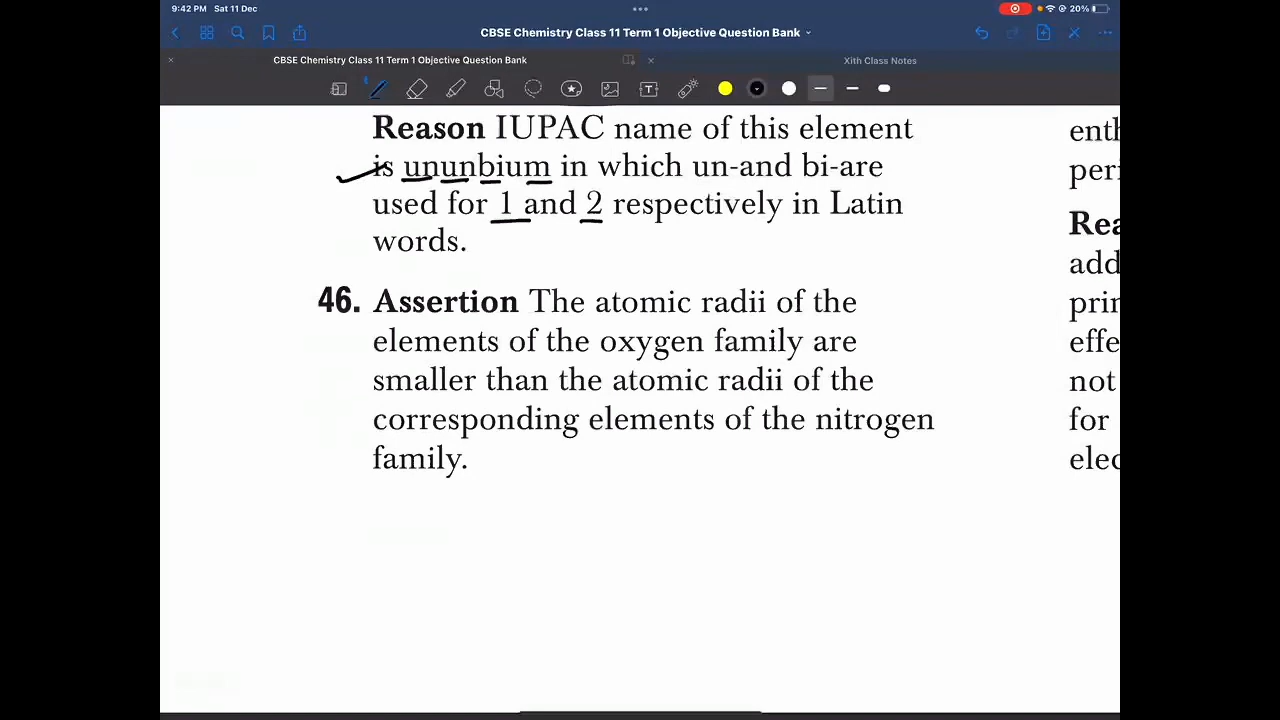 9:42 PM Sat 11 Dec
20%
CBSE Chemistry Class 11 Term 1 Objective Question Bank
CBSE Chemistry Class 11 Term 1 Objective Question Bank
Xith Class Notes
Reason IUPAC name of this element
is ununbium in which un-and bi-are
used for 1 and 2 respectively in Latin
words.
46. Assertion The atomic radii of the
elements of the oxygen family are
smaller than the atomic radii of the
corresponding elements of the nitrogen
family.
enth
peri
Rea
add
prin
effe
not
for
elec